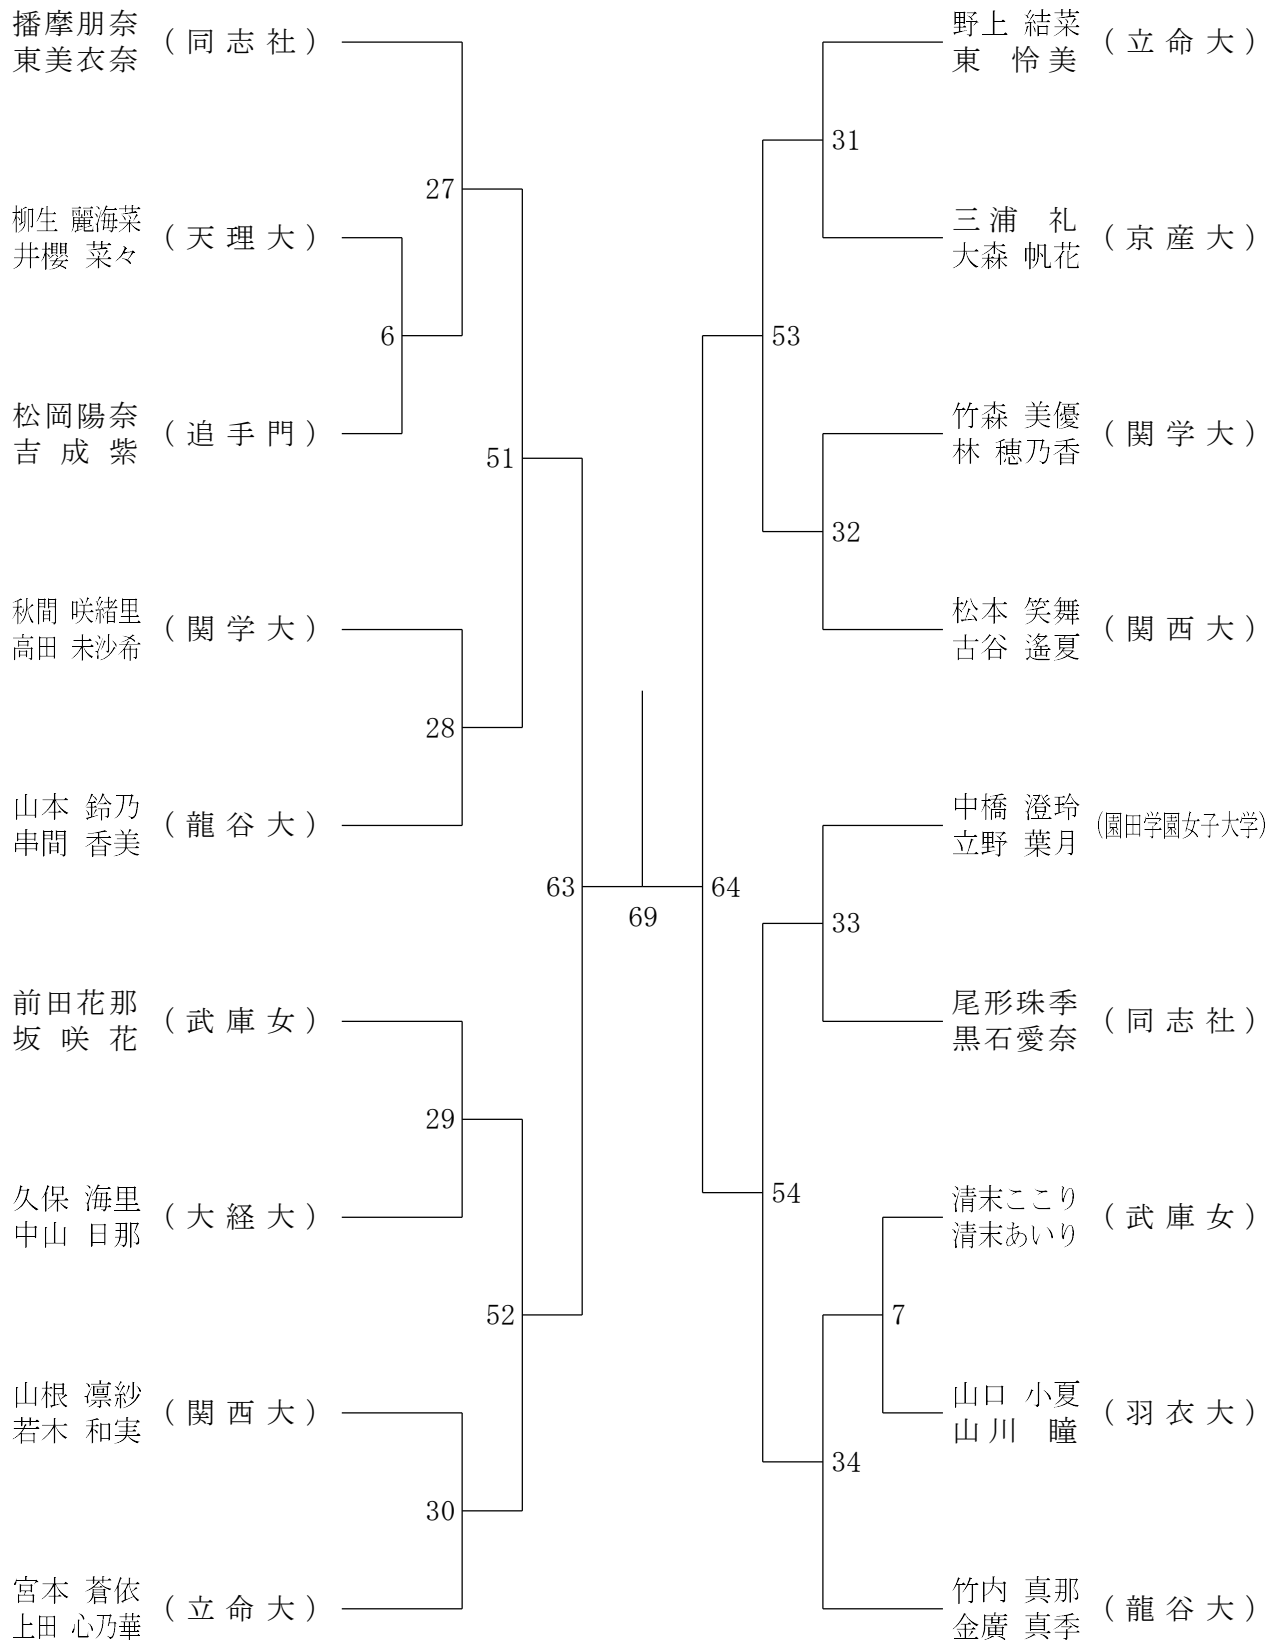 播摩朋奈
東美衣奈
(同志社)
27
柳生 麗海菜
井櫻 菜々
(天理大)
6
松岡陽奈
吉成紫
(追手門)
51
秋間 咲緒里
高田 未沙希
(関学大)
28
山本 鈴乃
串間 香美
(龍谷大)
63
69
前田花那
坂咲花
(武庫女)
29
久保 海里
中山 日那
(大経大)
52
山根 凛紗
若木 和実
(関西大)
30
宮本 蒼依
上田 心乃華
(立命大)
野上 結菜
東 怜美
(立命大)
31
三浦 礼
大森 帆花
(京産大)
53
竹森 美優
林 穂乃香
(関学大)
32
松本 笑舞
古谷 遙夏
(関西大)
64
中橋 澄玲
立野 葉月
(園田学園女子大学)
33
尾形珠季
黒石愛奈
(同志社)
54
清末ここり
清末あいり
(武庫女)
7
山口 小夏
山川 瞳
(羽衣大)
34
竹内 真那
金廣 真季
(龍谷大)